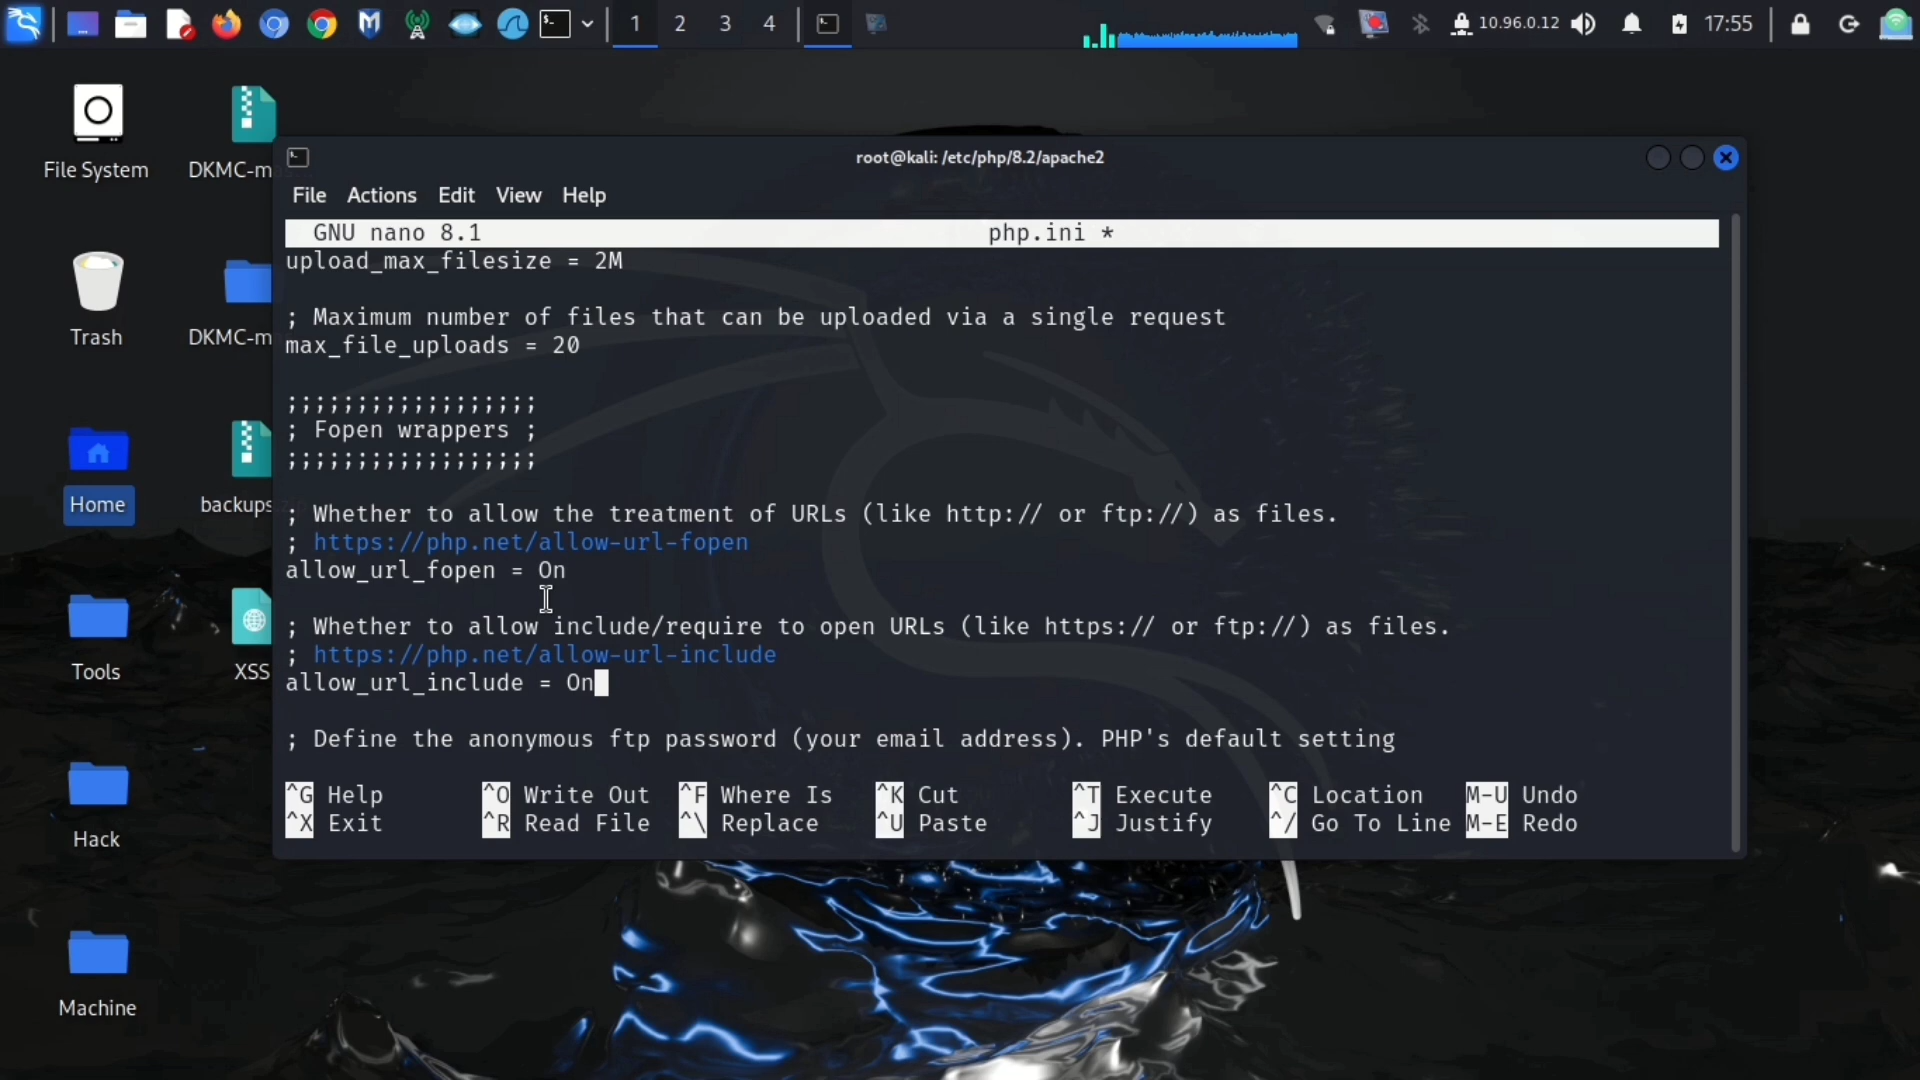 1 2 3 4
10.96.0.12
17:55
File System
DKMC-m
root@kali: /etc/php/8.2/apache2
File Actions Edit View Help
GNU nano 8.1 php.ini *
upload_max_filesize = 2M
; Maximum number of files that can be uploaded via a single request
max_file_uploads = 20
;;;;;;;;;;;;;;;;;;
; Fopen wrappers ;
;;;;;;;;;;;;;;;;;;
; Whether to allow the treatment of URLs (like http:// or ftp://) as files.
; https://php.net/allow-url-fopen
allow_url_fopen = On
; Whether to allow include/require to open URLs (like https:// or ftp://) as files.
; https://php.net/allow-url-include
allow_url_include = On
; Define the anonymous ftp password (your email address). PHP's default setting
^G Help ^O Write Out ^F Where Is ^K Cut ^T Execute ^C Location M-U Undo
^X Exit ^R Read File ^\ Replace ^U Paste ^J Justify ^/ Go To Line M-E Redo
Trash
DKMC-m
Home
backups
Tools
XSS
Hack
Machine